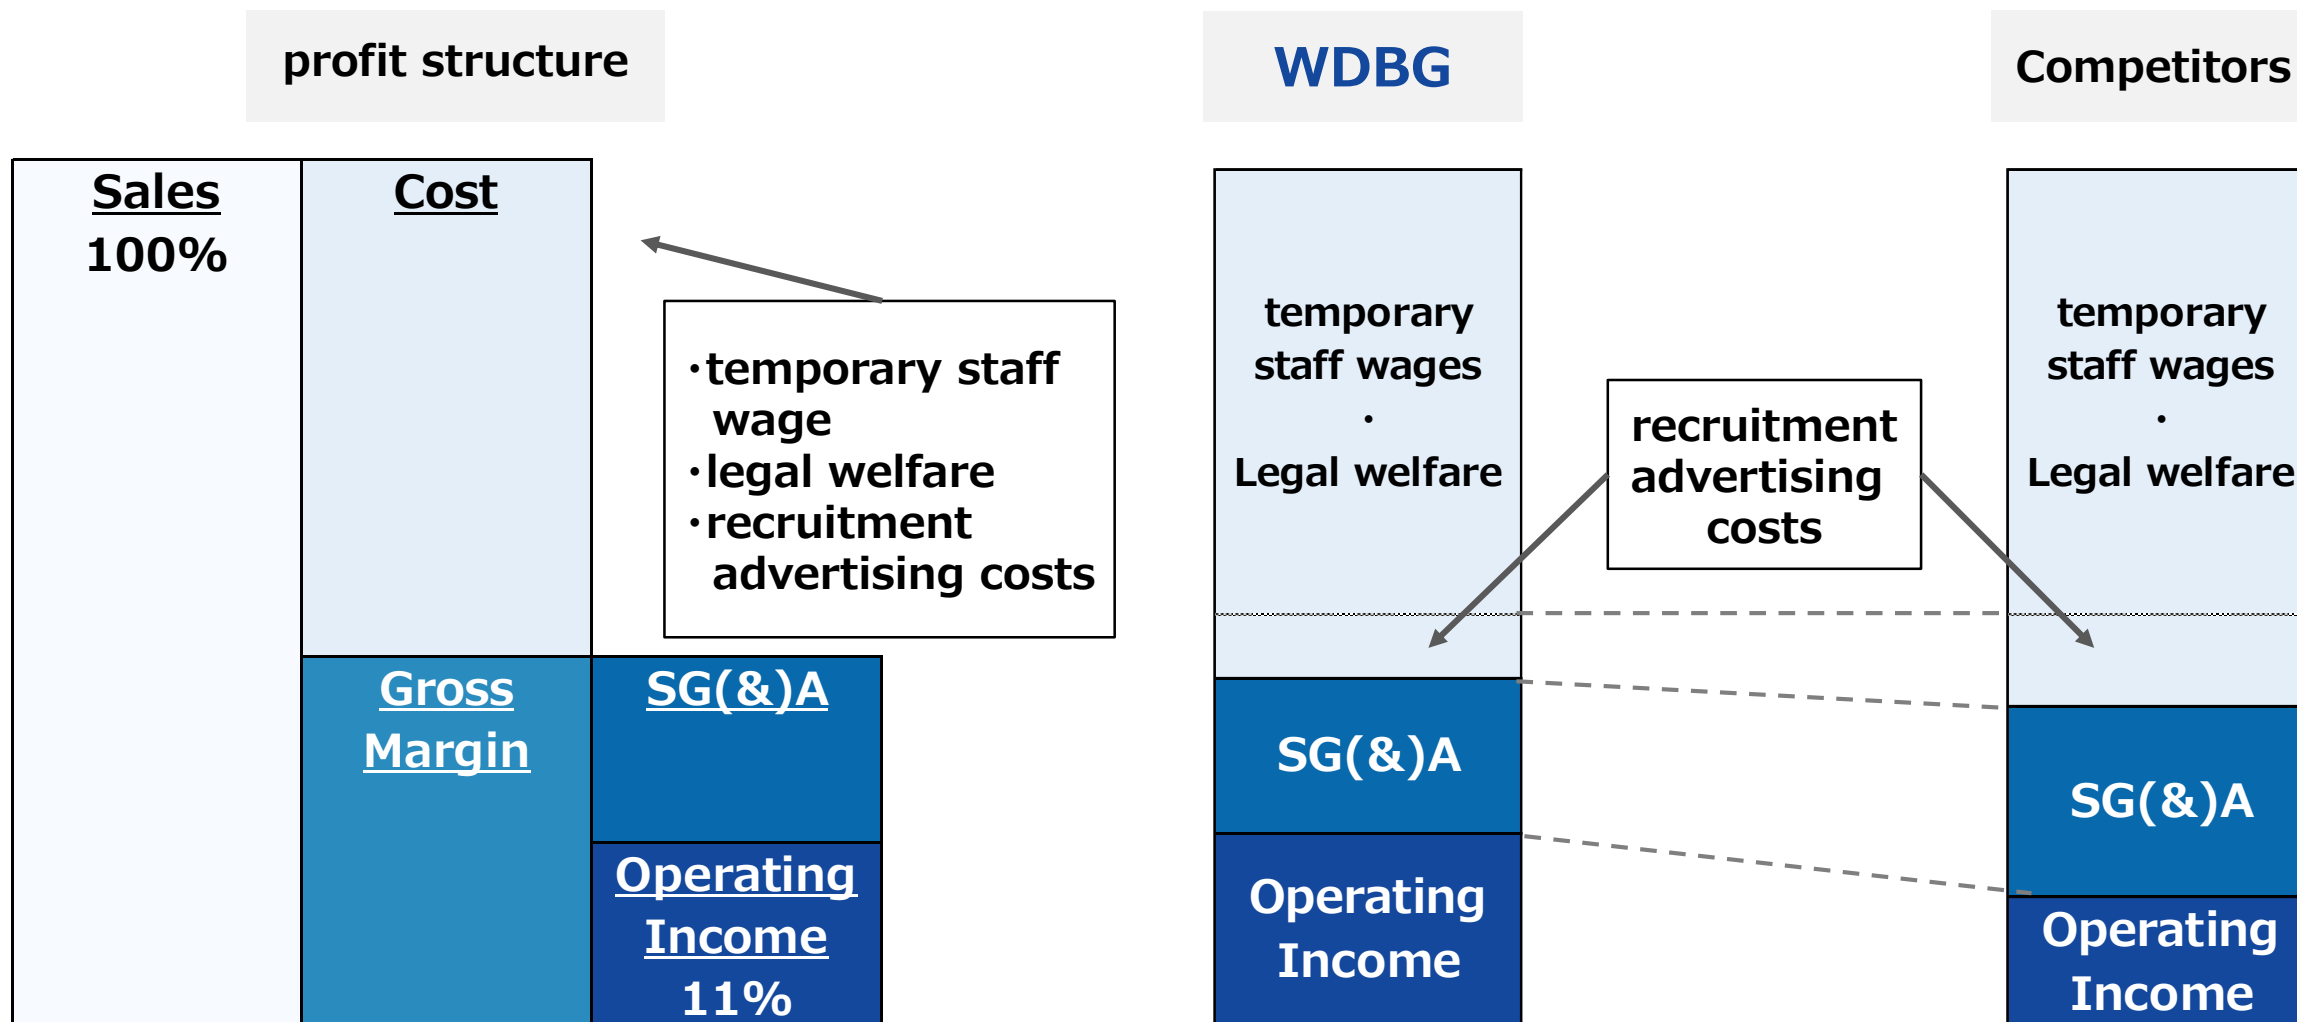 profit structure
WDBG
Competitors
Sales
100%
Cost
・temporary staff
wage
・legal welfare
・recruitment
advertising costs
Gross
Margin
SG(&)A
Operating
Income
11%
temporary
staff wages
・
Legal welfare
SG(&)A
Operating
Income
recruitment
advertising
costs
temporary
staff wages
・
Legal welfare
SG(&)A
Operating
Income